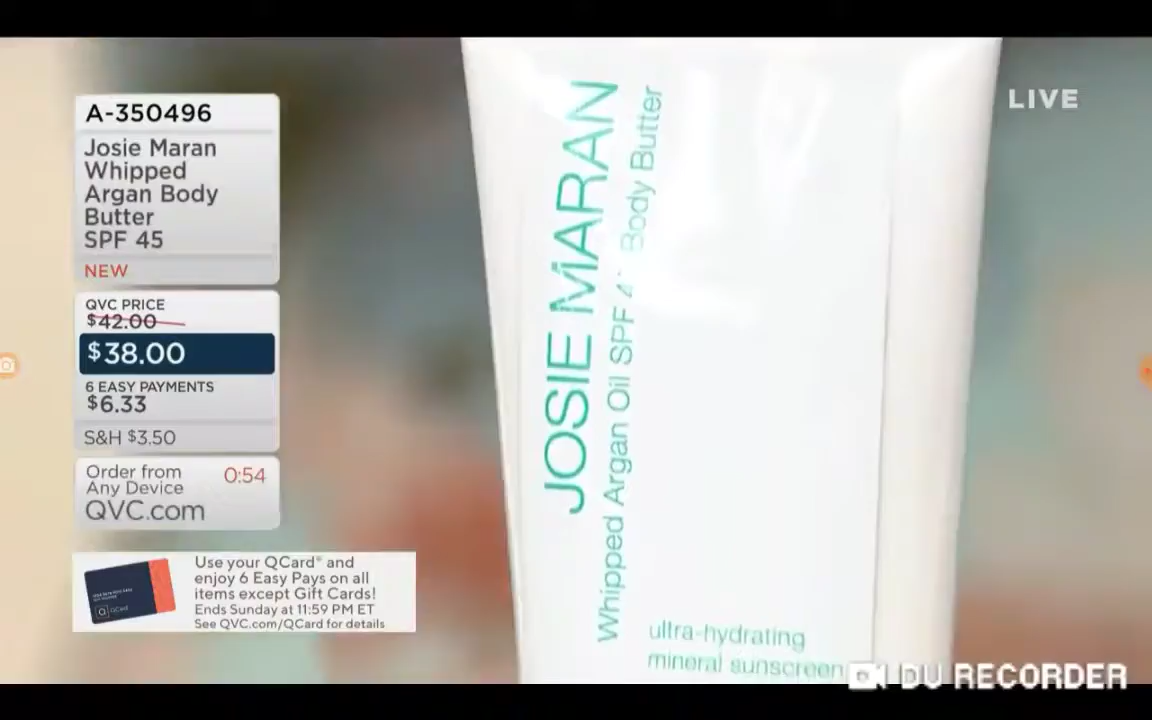 A-350496
Josie Maran
Whipped
Argan Body
Butter
SPF 45
NEW
QVC PRICE
$42.00
$38.00
6 EASY PAYMENTS
$6.33
S&H $3.50
Order from
Any Device
0:54
QVC.com
Use your QCard® and
enjoy 6 Easy Pays on all
items except Gift Cards!
Ends Sunday at 11:59 PM ET
See QVC.com/QCard for details
Q QCard
LIVE
JOSIE MARAN
Whipped Argan Oil SPF Body Butter
ultra-hydrating
mineral sunscreen
DU RECORDER